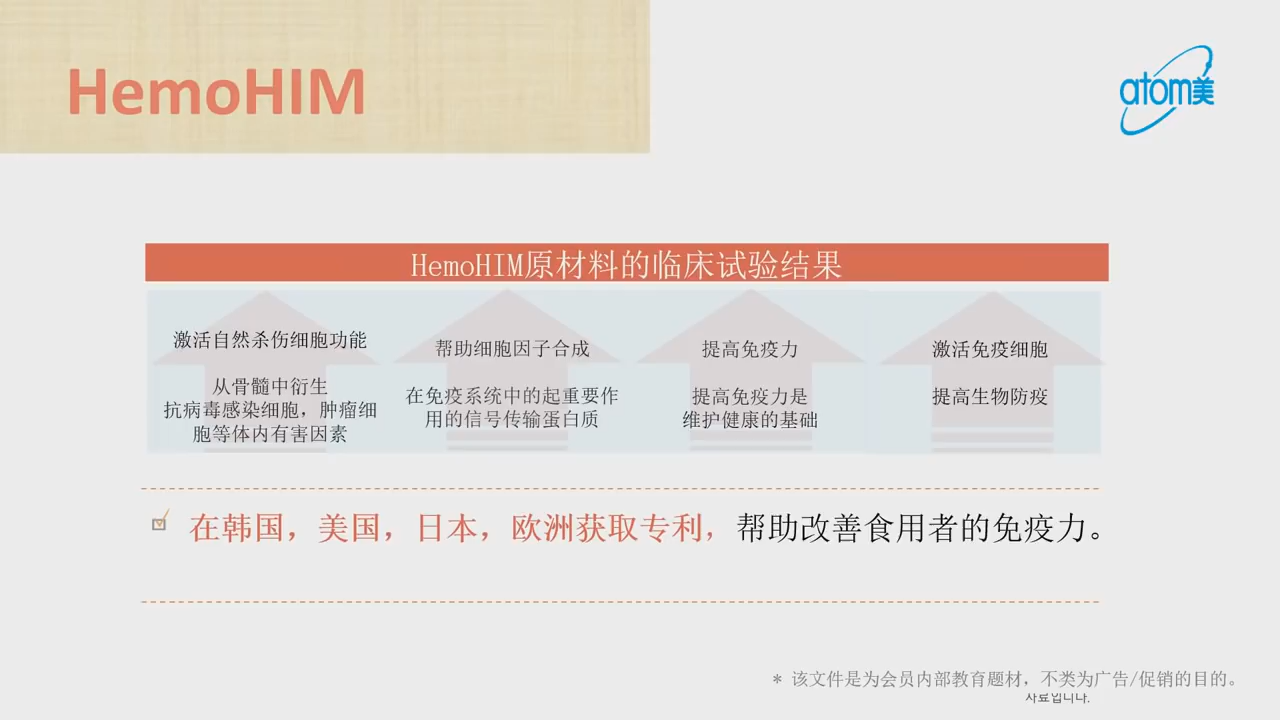 HemoHIM
atom美
HemoHIM原材料的临床试验结果
激活自然杀伤细胞功能
从骨髓中衍生
抗病毒感染细胞，肿瘤细
胞等体内有害因素
帮助细胞因子合成
在免疫系统中的起重要作
用的信号传输蛋白质
提高免疫力
提高免疫力是
维护健康的基础
激活免疫细胞
提高生物防疫
在韩国，美国，日本，欧洲获取专利，帮助改善食用者的免疫力。
* 该文件是为会员内部教育题材，不类为广告/促销的目的。
자료입니다.